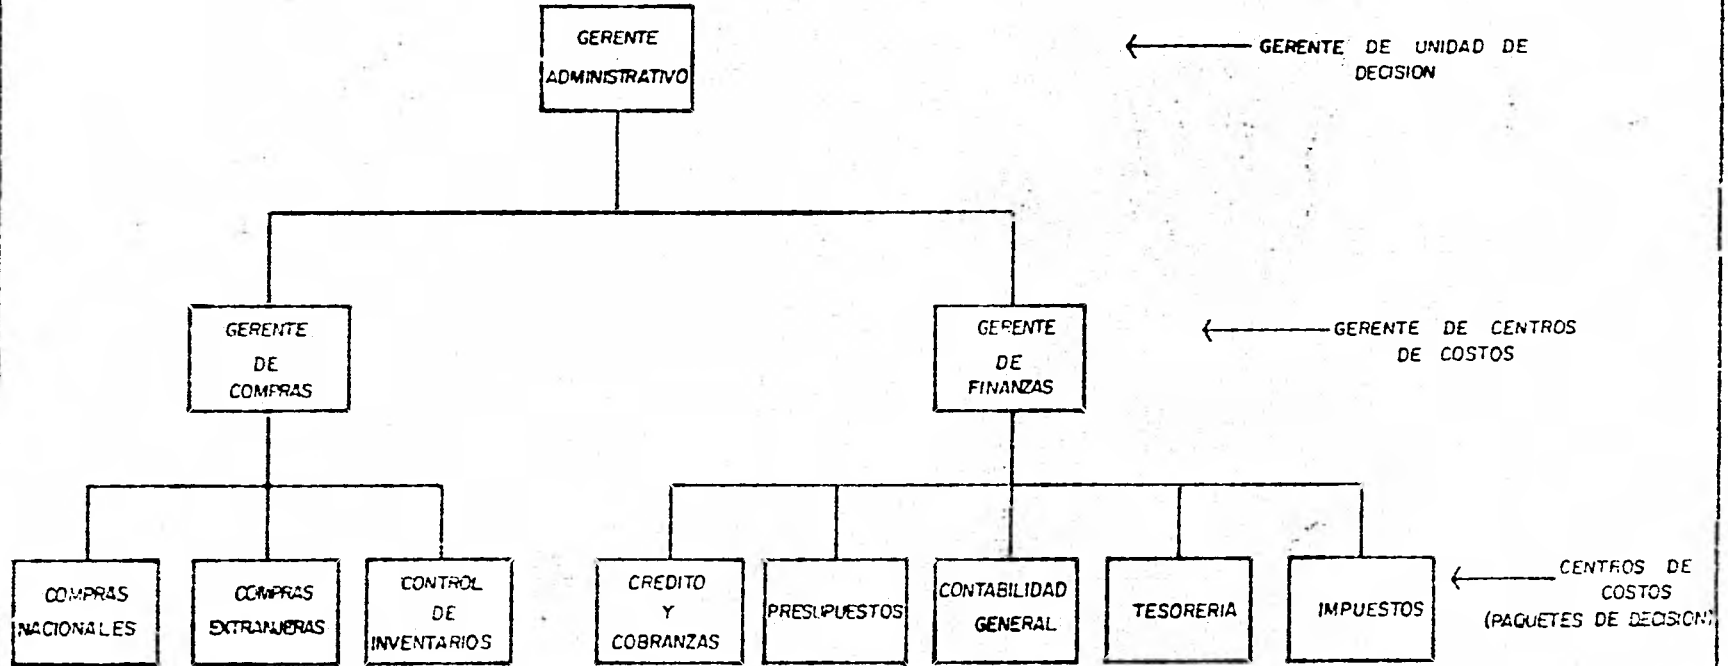 GERENTE
ADMINISTRATIVO
GERENTE DE UNIDAD DE
DECISION
GERENTE
DE
COMPRAS
GERENTE
DE
FINANZAS
GERENTE DE CENTROS
DE COSTOS
COMPRAS
NACIONALES
COMPRAS
EXTRANJERAS
CONTROL
DE
INVENTARIOS
CREDITO
Y
COBRANZAS
PRESUPUESTOS
CONTABILIDAD
GENERAL
TESORERIA
IMPUESTOS
CENTROS DE
COSTOS
(PAQUETES DE DECISION)